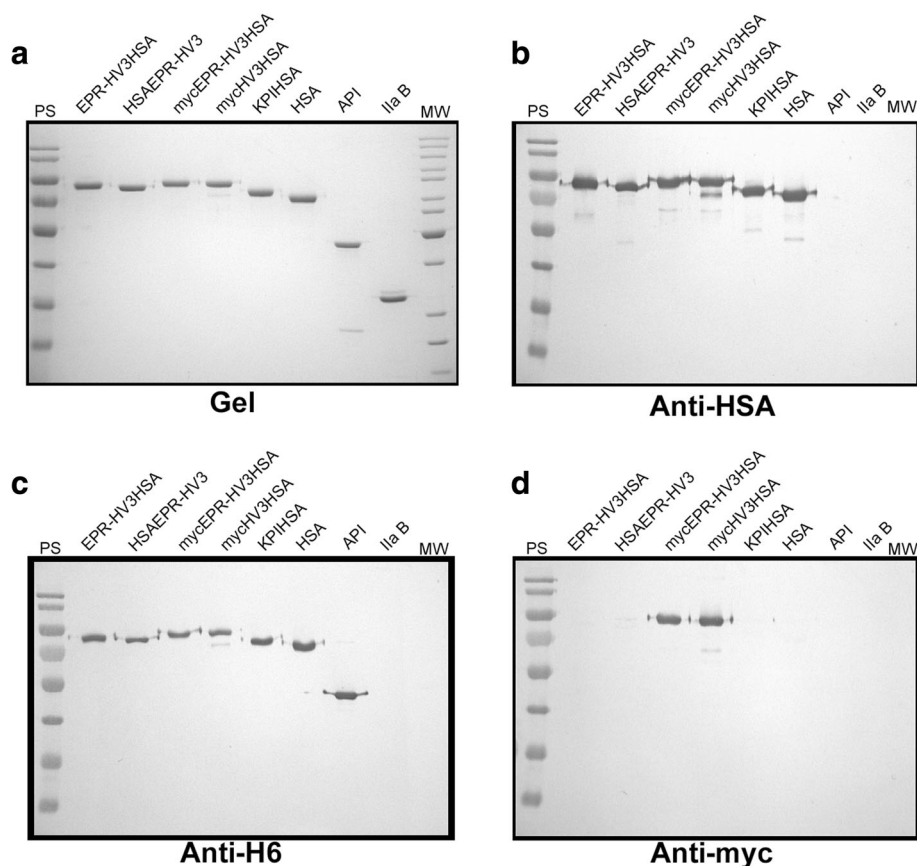 a
PS EPR-HV3HSA HSAEPR-HV3 mycEPR-HV3HSA mycHV3HSA KPIHSA HSA API IIa B MW
Gel
b
PS EPR-HV3HSA HSAEPR-HV3 mycEPR-HV3HSA mycHV3HSA KPIHSA HSA API IIa B MW
Anti-HSA
c
PS EPR-HV3HSA HSAEPR-HV3 mycEPR-HV3HSA mycHV3HSA KPIHSA HSA API IIa B MW
Anti-H6
d
PS EPR-HV3HSA HSAEPR-HV3 mycEPR-HV3HSA mycHV3HSA KPIHSA HSA API IIa B MW
Anti-myc